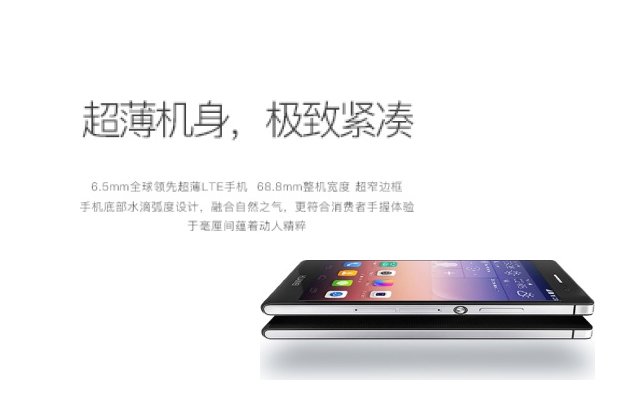 超薄机身，极致紧凑
6.5mm全球领先超薄LTE手机 68.8mm整机宽度 超窄边框
手机底部水滴弧度设计，融合自然之气，更符合消费者手握体验
于毫厘间蕴着动人精粹